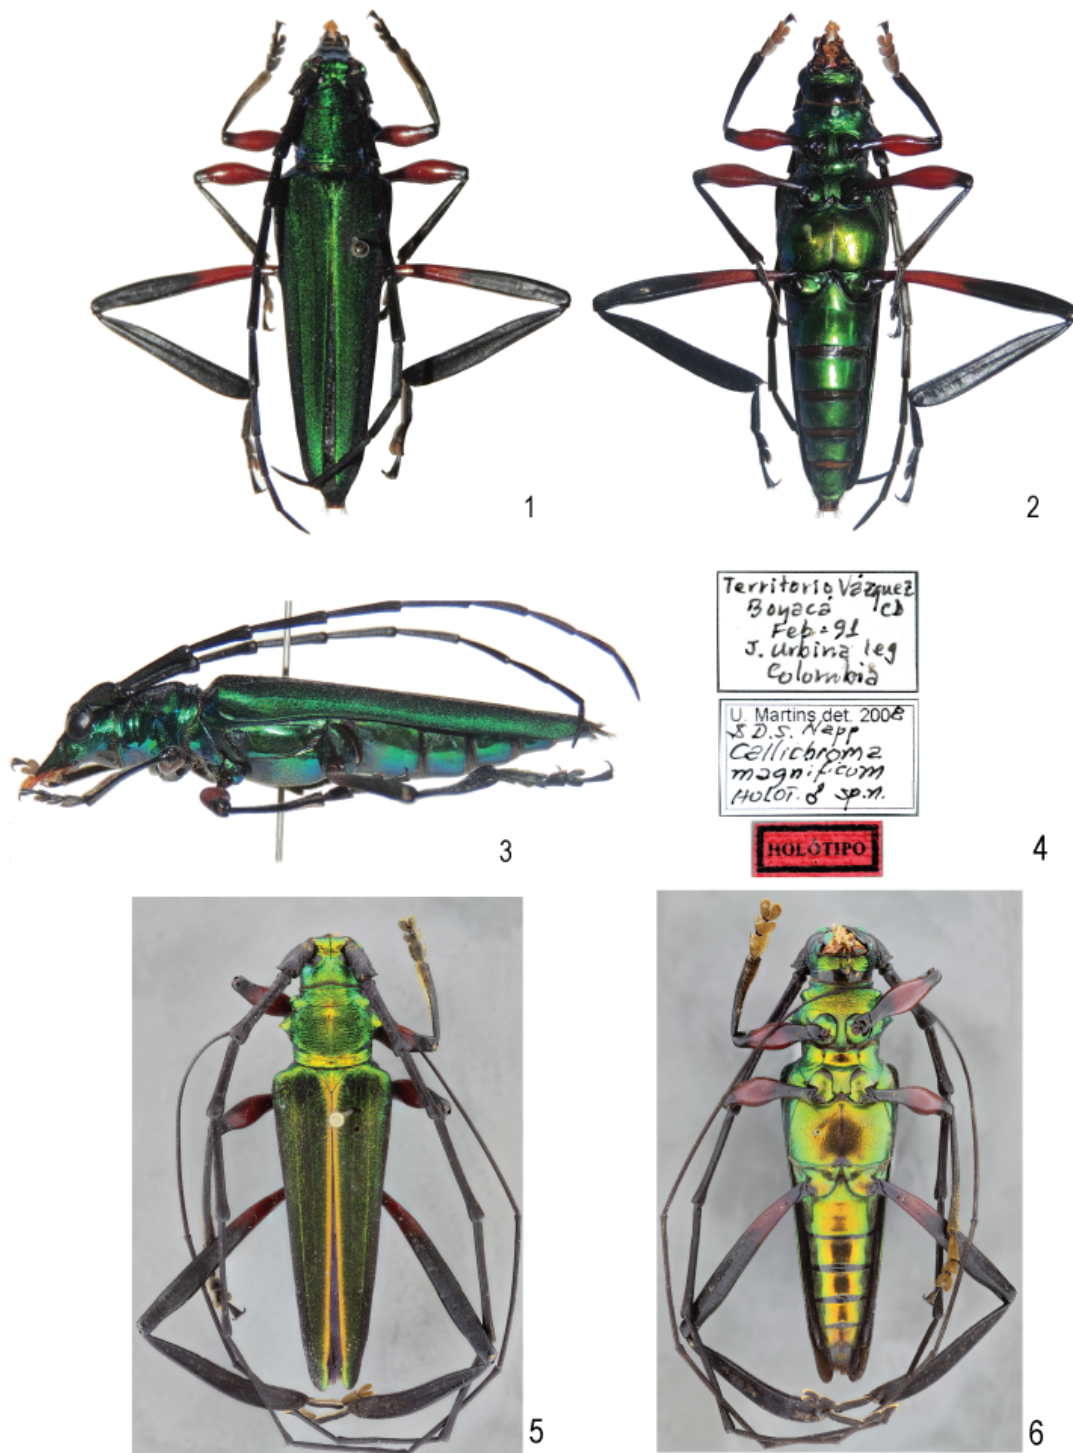 1
2
3
Territorio Vázquez
Boyacá CD
Feb-91
J. Urbina leg
Colombia
U. Martins det. 2008
& D.S. Napp
Callichroma
magnificum
HOLOT. ♂ sp.n.
HOLÓTIPO
4
5
6